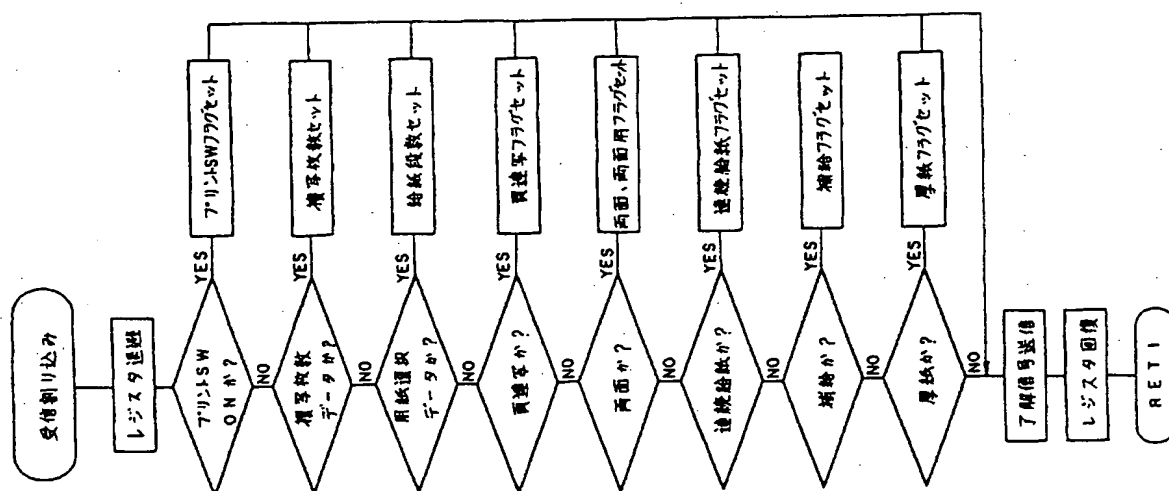 受信割り込み
レジスタ退避
プリントSW
ONか?
YES
プリントSWフラグセット
NO
複写枚数
データか?
YES
複写枚数セット
NO
用紙選択
データか?
YES
給紙段数セット
NO
頁連写か?
YES
頁連写フラグセット
NO
両面か?
YES
両面、両面用フラグセット
NO
連続給紙か?
YES
連続給紙フラグセット
NO
補給か?
YES
補給フラグセット
NO
厚紙か?
YES
厚紙フラグセット
NO
了解信号送信
レジスタ回復
RETI